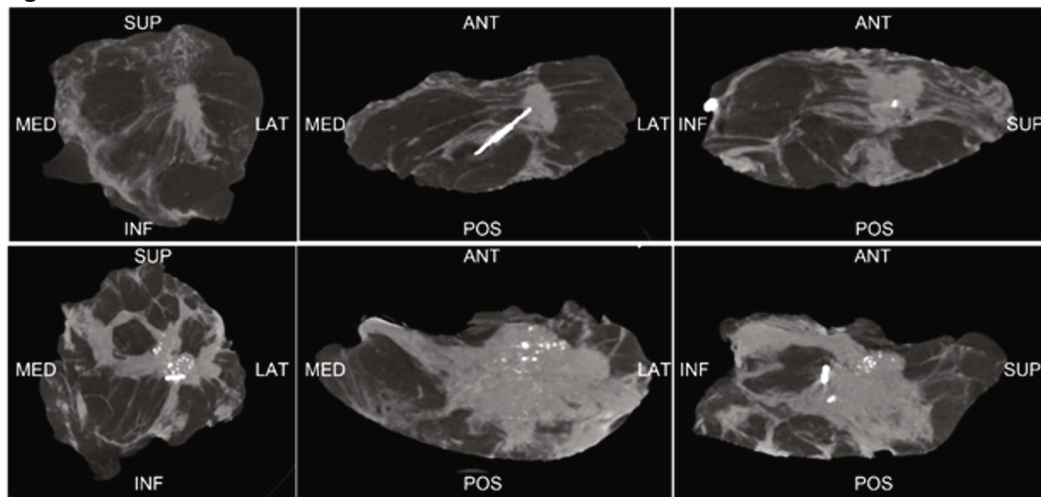 SUP
MED
LAT
INF
ANT
MED
LAT
POS
ANT
INF
SUP
POS
SUP
MED
LAT
INF
ANT
MED
LAT
POS
ANT
INF
SUP
POS